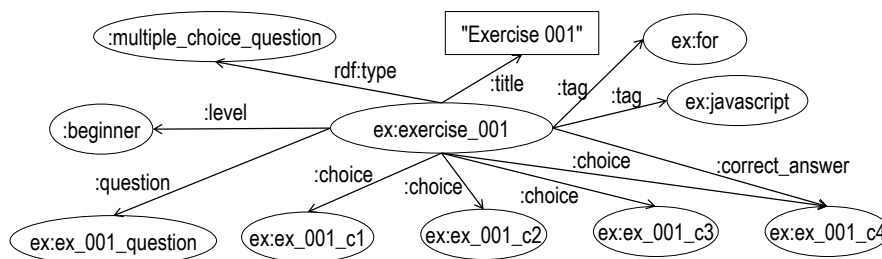 :multiple_choice_question
"Exercise 001"
ex:for
rdf:type
:title
:tag
:tag
ex:javascript
:level
:beginner
ex:exercise_001
:question
:choice
:choice
:choice
:choice
:correct_answer
ex:ex_001_question
ex:ex_001_c1
ex:ex_001_c2
ex:ex_001_c3
ex:ex_001_c4